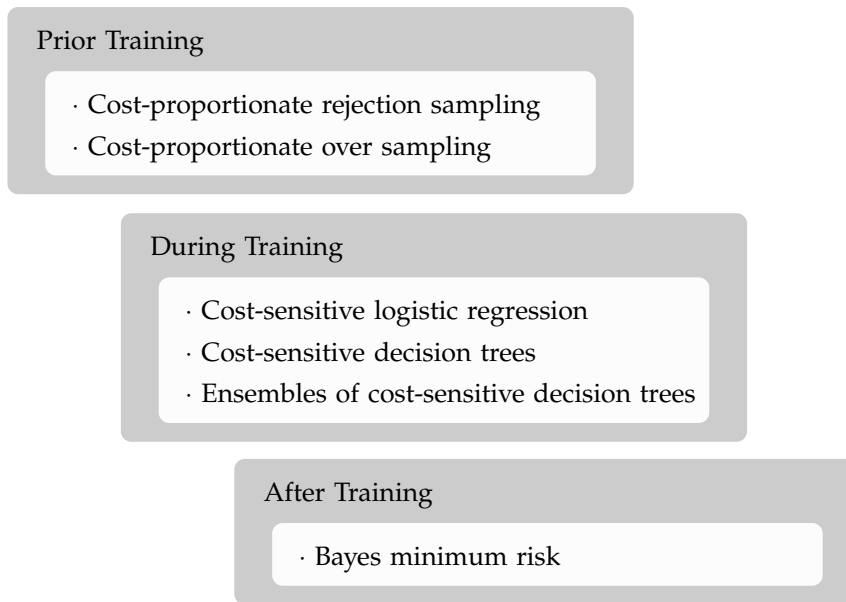 Prior Training
· Cost-proportionate rejection sampling
· Cost-proportionate over sampling
During Training
· Cost-sensitive logistic regression
· Cost-sensitive decision trees
· Ensembles of cost-sensitive decision trees
After Training
· Bayes minimum risk